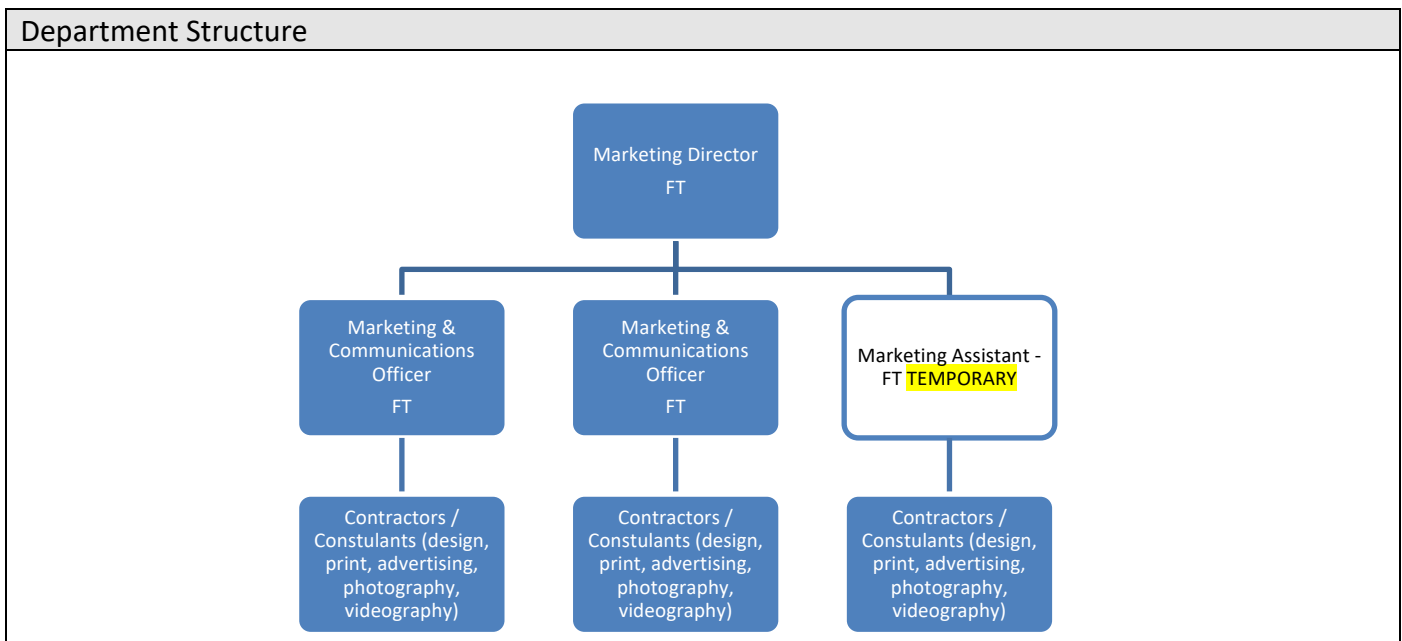 Department Structure
Marketing Director
FT
Marketing &
Communications
Officer
FT
Marketing &
Communications
Officer
FT
Marketing Assistant -
FT TEMPORARY
Contractors /
Constulants (design,
print, advertising,
photography,
videography)
Contractors /
Constulants (design,
print, advertising,
photography,
videography)
Contractors /
Constulants (design,
print, advertising,
photography,
videography)